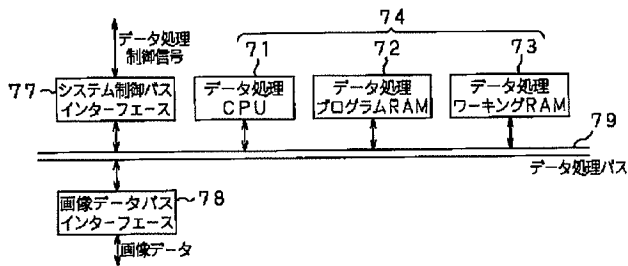 74
データ処理
制御信号
71
72
73
77
システム制御バス
インターフェース
データ処理
CPU
データ処理
プログラムRAM
データ処理
ワーキングRAM
79
データ処理バス
画像データバス
インターフェース
78
画像データ